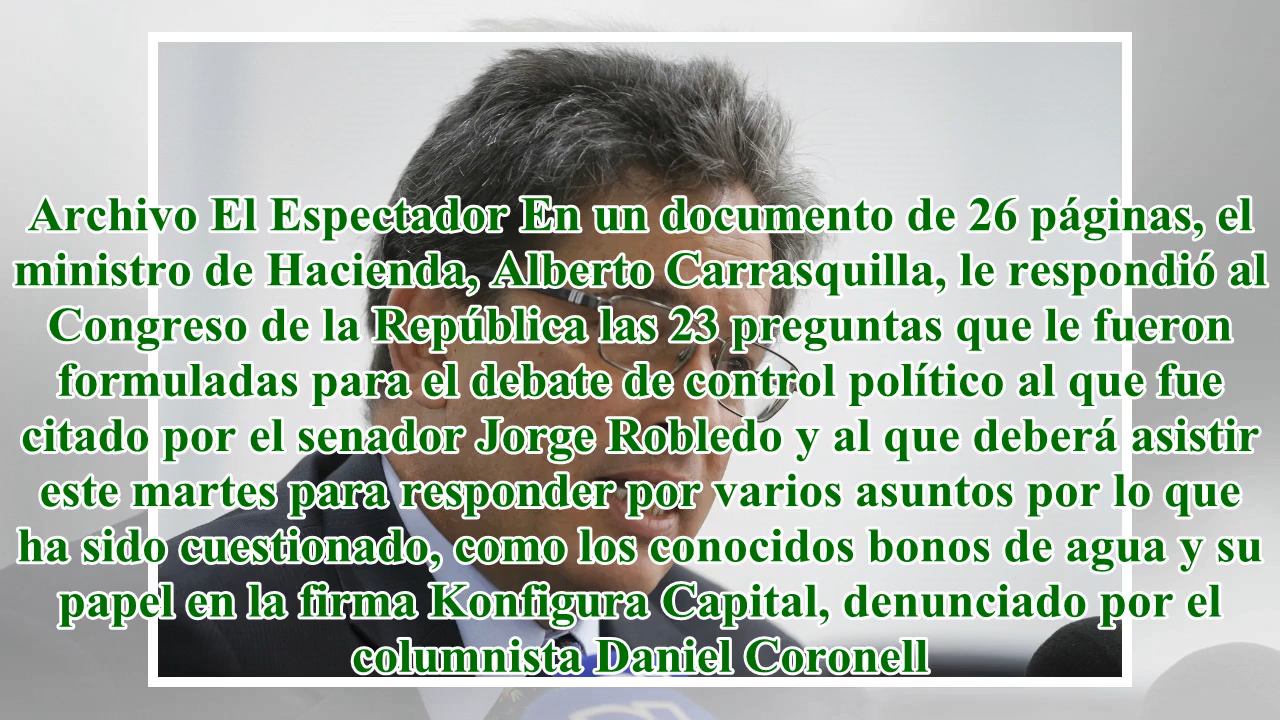 Archivo El Espectador En un documento de 26 páginas, el
ministro de Hacienda, Alberto Carrasquilla, le respondió al
Congreso de la República las 23 preguntas que le fueron
formuladas para el debate de control político al que fue
citado por el senador Jorge Robledo y al que deberá asistir
este martes para responder por varios asuntos por lo que
ha sido cuestionado, como los conocidos bonos de agua y su
papel en la firma Konfigura Capital, denunciado por el
columnista Daniel Coronell